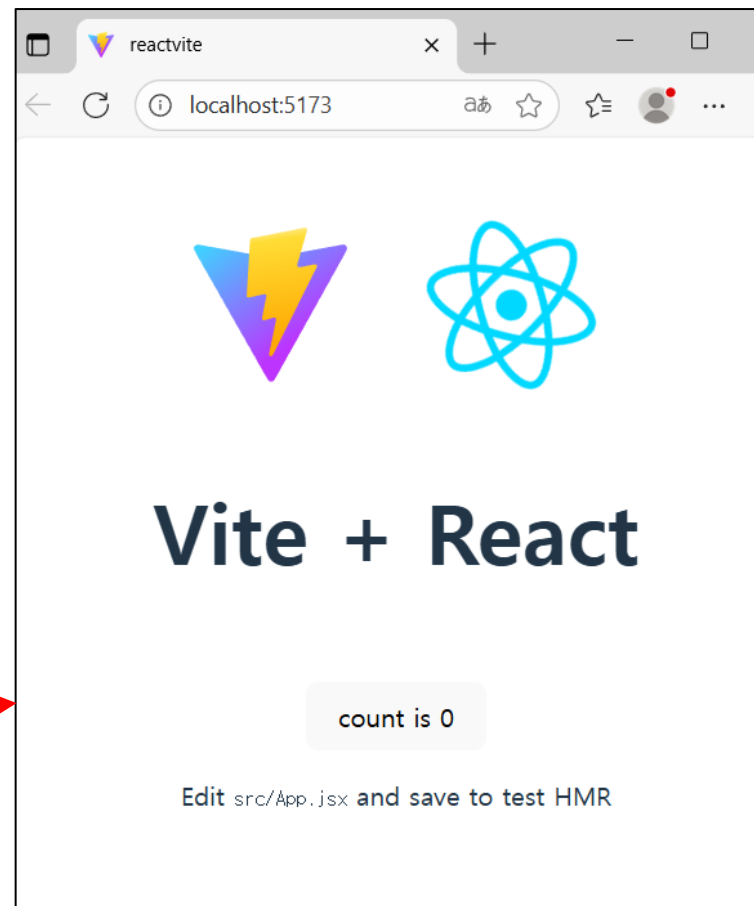 reactvite
localhost:5173
aあ
Vite + React
count is 0
Edit src/App.jsx and save to test HMR